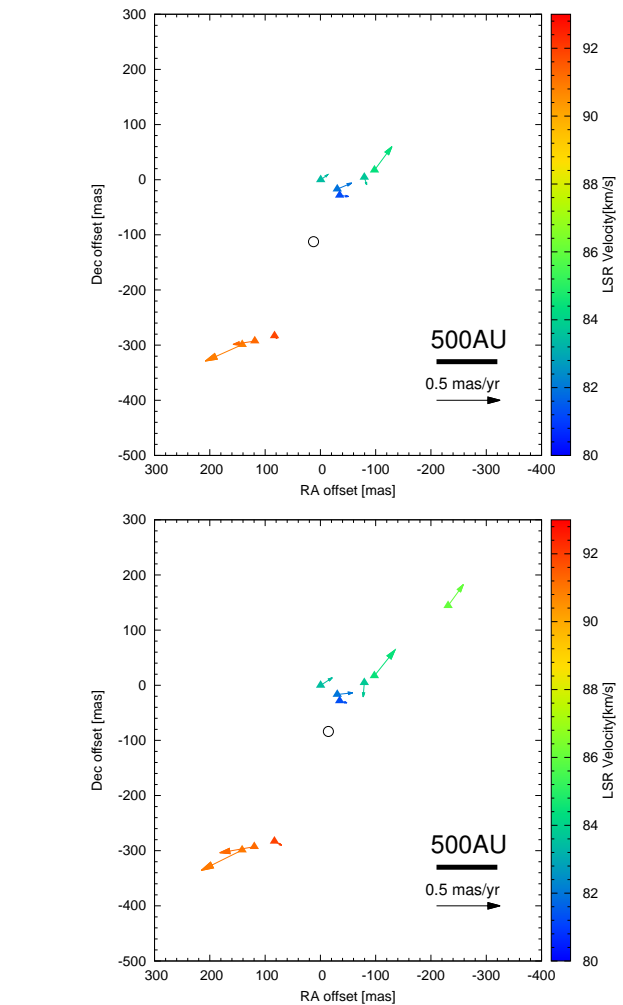 300
200
100
0
-100
-200
-300
-400
-500
Dec offset [mas]
300 200 100 0 -100 -200 -300 -400
RA offset [mas]
500AU
0.5 mas/yr
92
90
88
86
84
82
80
LSR Velocity[km/s]
300
200
100
0
-100
-200
-300
-400
-500
Dec offset [mas]
300 200 100 0 -100 -200 -300 -400
RA offset [mas]
500AU
0.5 mas/yr
92
90
88
86
84
82
80
LSR Velocity[km/s]